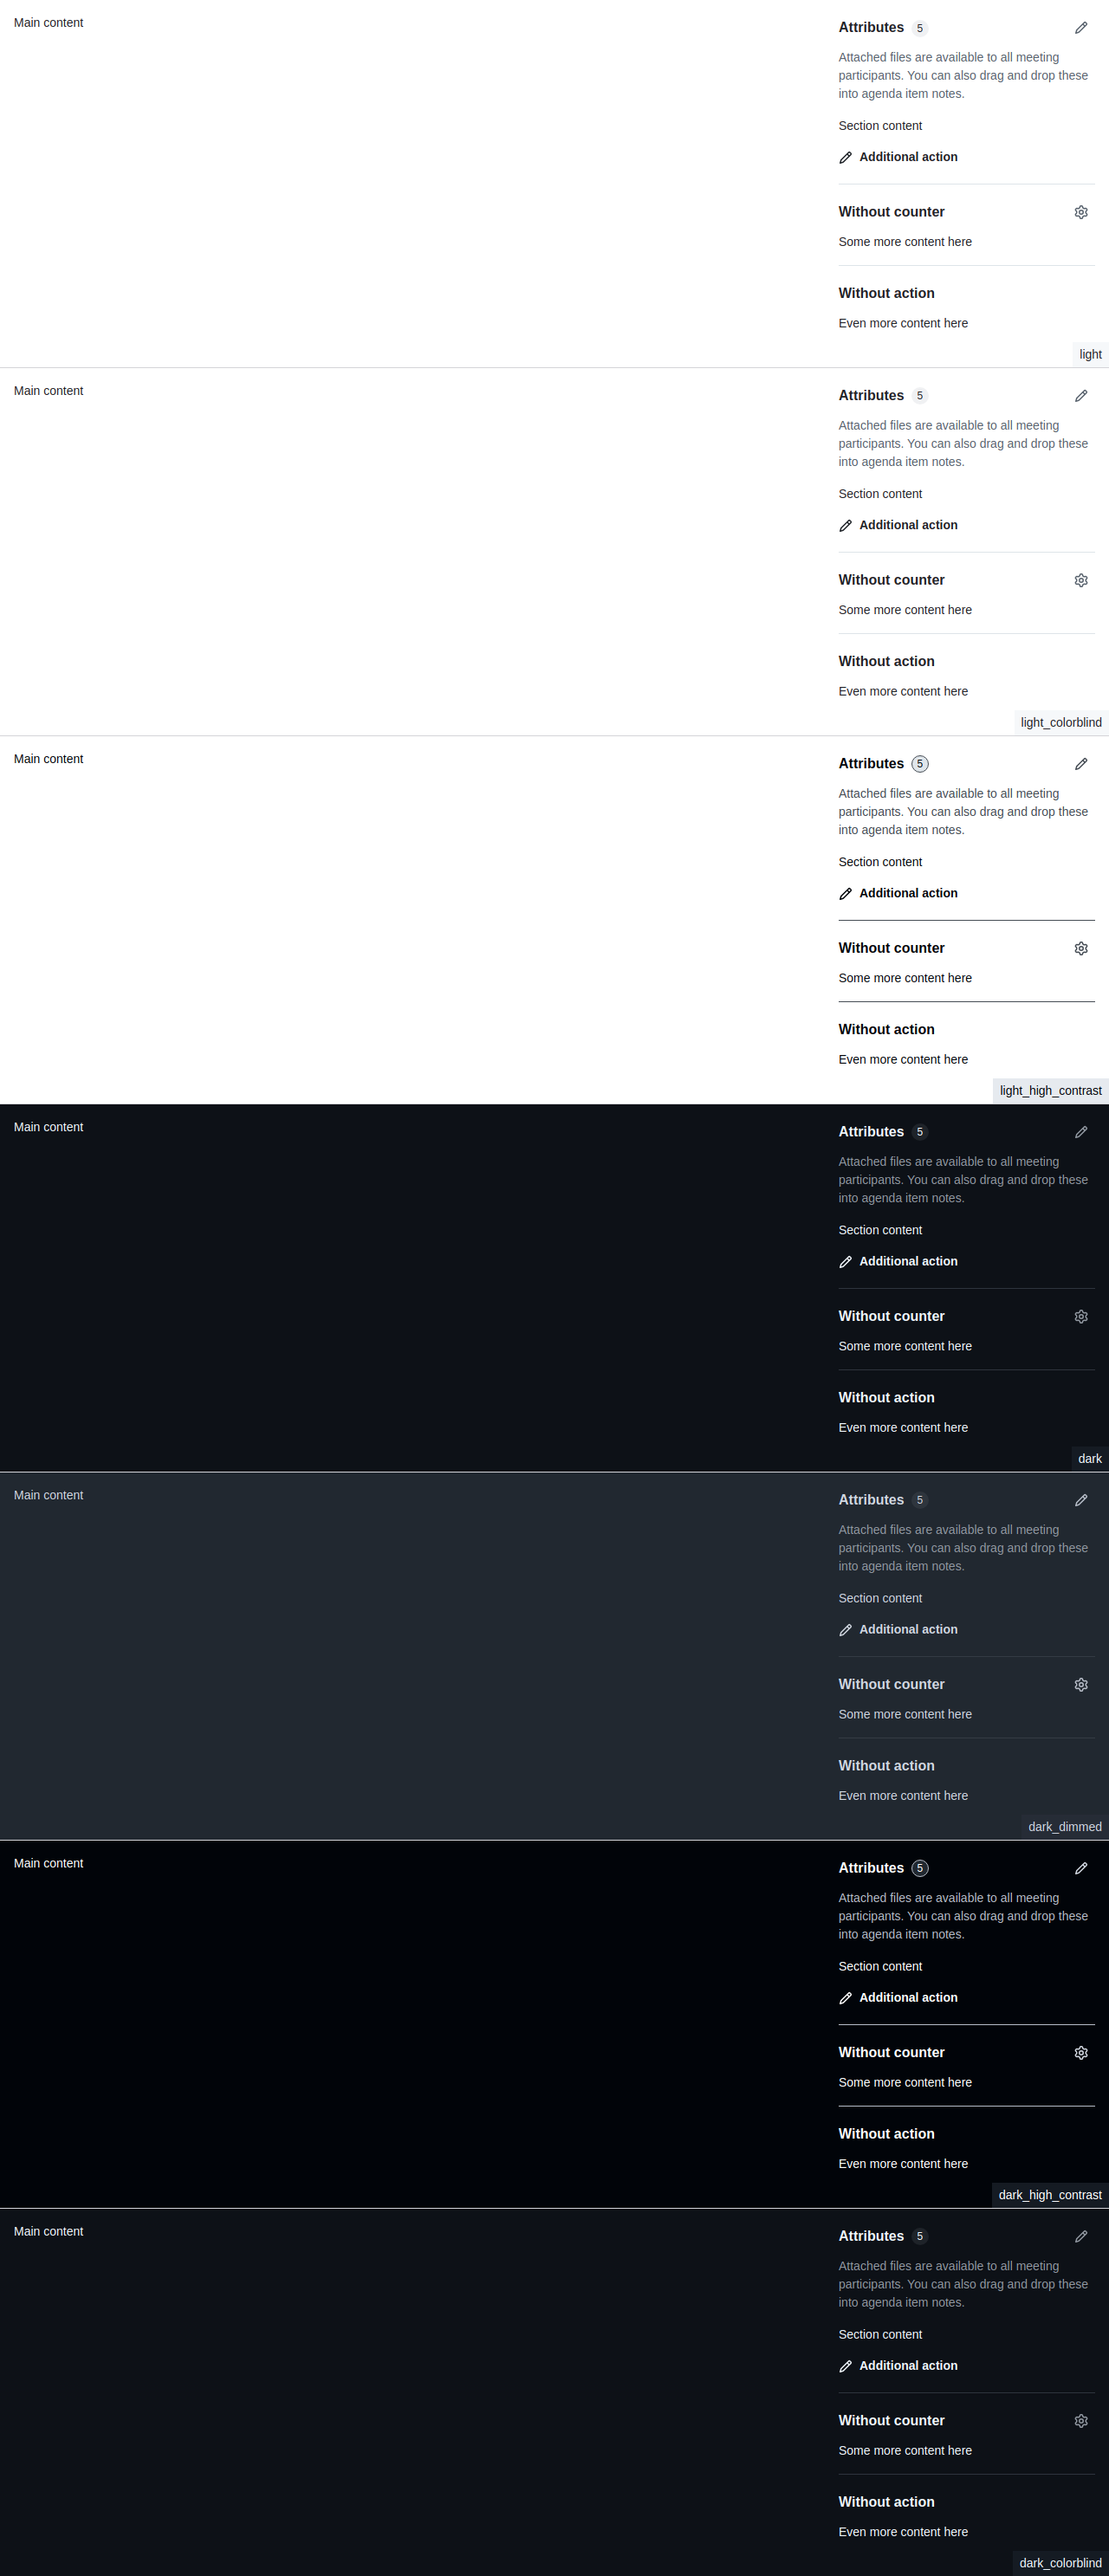 Main content
Attributes 5
Attached files are available to all meeting
participants. You can also drag and drop these
into agenda item notes.
Section content
Additional action
Without counter
Some more content here
Without action
Even more content here
light
Main content
Attributes 5
Attached files are available to all meeting
participants. You can also drag and drop these
into agenda item notes.
Section content
Additional action
Without counter
Some more content here
Without action
Even more content here
light_colorblind
Main content
Attributes 5
Attached files are available to all meeting
participants. You can also drag and drop these
into agenda item notes.
Section content
Additional action
Without counter
Some more content here
Without action
Even more content here
light_high_contrast
Main content
Attributes 5
Attached files are available to all meeting
participants. You can also drag and drop these
into agenda item notes.
Section content
Additional action
Without counter
Some more content here
Without action
Even more content here
dark
Main content
Attributes 5
Attached files are available to all meeting
participants. You can also drag and drop these
into agenda item notes.
Section content
Additional action
Without counter
Some more content here
Without action
Even more content here
dark_dimmed
Main content
Attributes 5
Attached files are available to all meeting
participants. You can also drag and drop these
into agenda item notes.
Section content
Additional action
Without counter
Some more content here
Without action
Even more content here
dark_high_contrast
Main content
Attributes 5
Attached files are available to all meeting
participants. You can also drag and drop these
into agenda item notes.
Section content
Additional action
Without counter
Some more content here
Without action
Even more content here
dark_colorblind